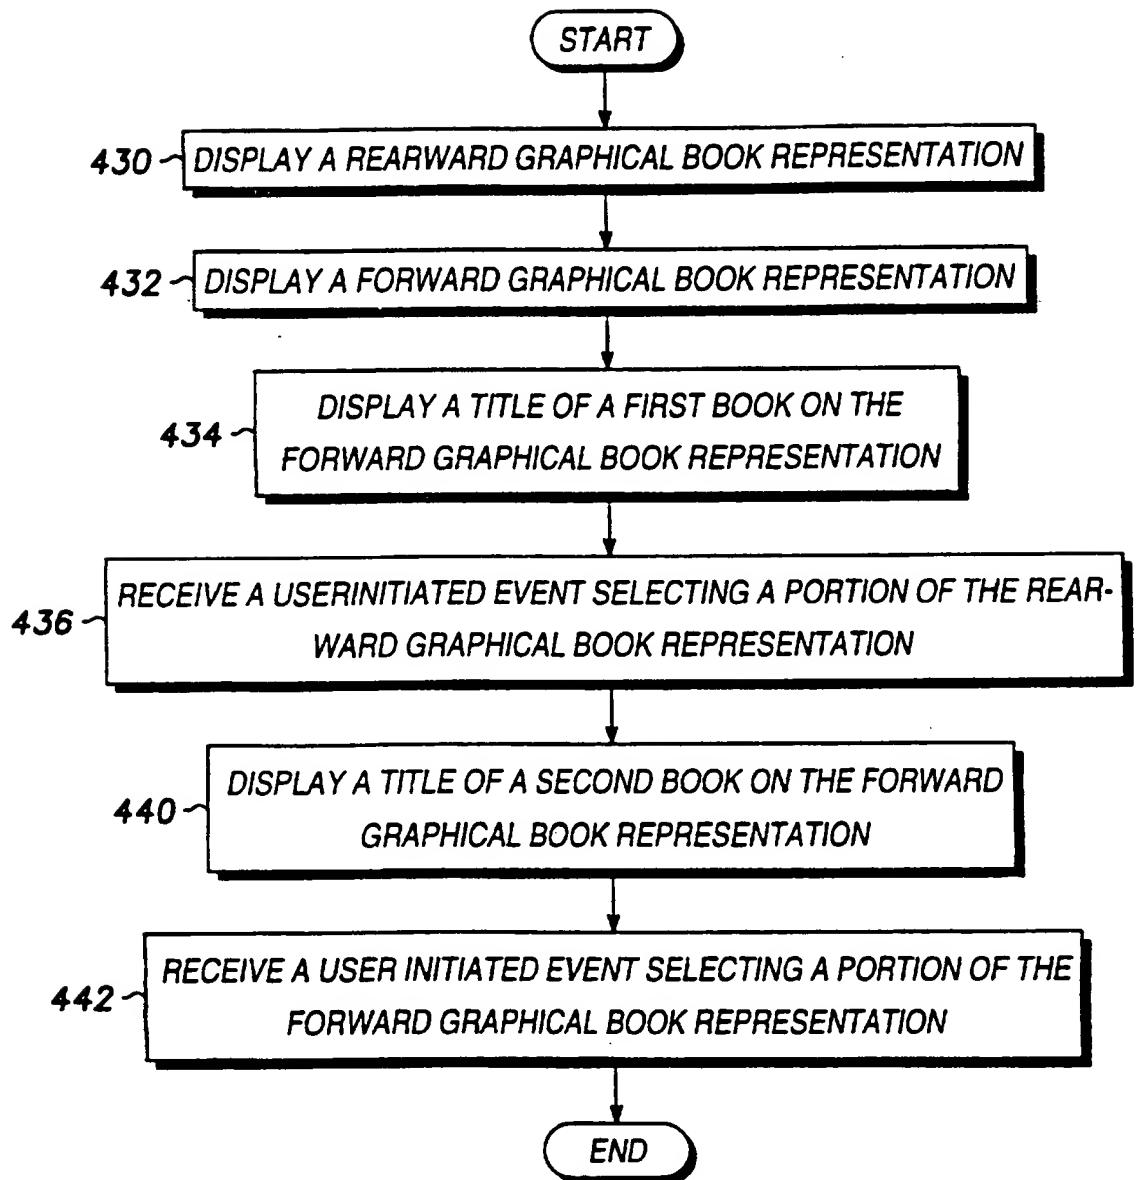 START
430
DISPLAY A REARWARD GRAPHICAL BOOK REPRESENTATION
432
DISPLAY A FORWARD GRAPHICAL BOOK REPRESENTATION
434
DISPLAY A TITLE OF A FIRST BOOK ON THE
FORWARD GRAPHICAL BOOK REPRESENTATION
436
RECEIVE A USERINITIATED EVENT SELECTING A PORTION OF THE REAR-
WARD GRAPHICAL BOOK REPRESENTATION
440
DISPLAY A TITLE OF A SECOND BOOK ON THE FORWARD
GRAPHICAL BOOK REPRESENTATION
442
RECEIVE A USER INITIATED EVENT SELECTING A PORTION OF THE
FORWARD GRAPHICAL BOOK REPRESENTATION
END